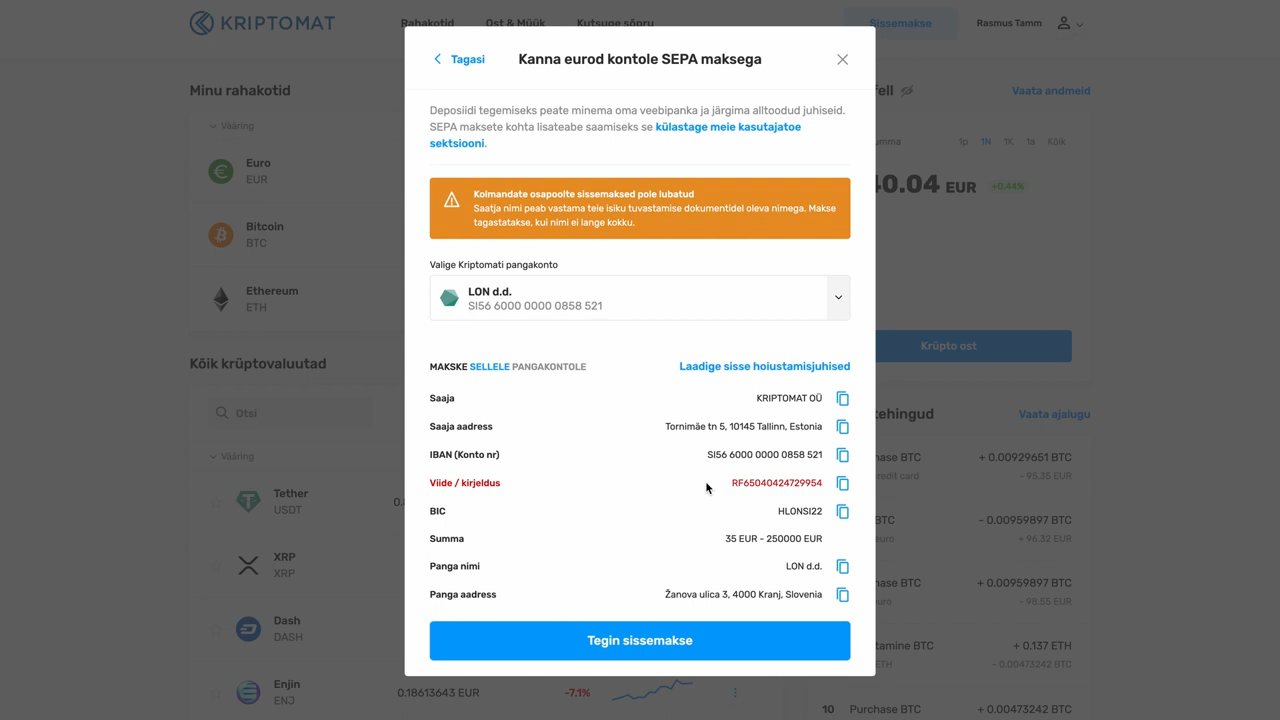 KRIPTOMAT
Rahakotid
Ost & Müük
Kutsuge sõpru
Sissemakse
Rasmus Tamm
Tagasi
Kanna eurod kontole SEPA maksega
Deposiidi tegemiseks peate minema oma veebipanka ja järgima alltoodud juhiseid.
SEPA maksete kohta lisateabe saamiseks se külastage meie kasutajatoe
sektsiooni.
Kolmandate osapoolte sissemaksed pole lubatud
Saatja nimi peab vastama teie isiku tuvastamise dokumentidel oleva nimega. Makse
tagastatakse, kui nimi ei lange kokku.
Valige Kriptomati pangakonto
LON d.d.
SI56 6000 0000 0858 521
MAKSKE SELLELE PANGAKONTOLE
Laadige sisse hoiustamisjuhised
Saaja
KRIPTOMAT OÜ
Saaja aadress
Tornimäe tn 5, 10145 Tallinn, Estonia
IBAN (Konto nr)
SI56 6000 0000 0858 521
Viide / kirjeldus
RF65040424729954
BIC
HLONSI22
Summa
35 EUR - 250000 EUR
Panga nimi
LON d.d.
Panga aadress
Žanova ulica 3, 4000 Kranj, Slovenia
Tegin sissemakse
Minu rahakotid
Vääring
Euro
EUR
Bitcoin
BTC
Ethereum
ETH
Kõik krüptovaluutad
Otsi
Vääring
Tether
USDT
0.
XRP
XRP
Dash
DASH
Enjin
ENJ
0.18613643 EUR
-7.1%
Vaata andmeid
1p
1N
1K
1a
Kõik
0.04 EUR
+0.44%
Krüpto ost
Vaata ajalugu
+ 0.00929651 BTC
- 95.35 EUR
BTC
- 0.00959897 BTC
+ 96.32 EUR
+ 0.00959897 BTC
- 98.55 EUR
+ 0.137 ETH
- 0.00473242 BTC
10
Purchase BTC
+ 0.00473242 BTC